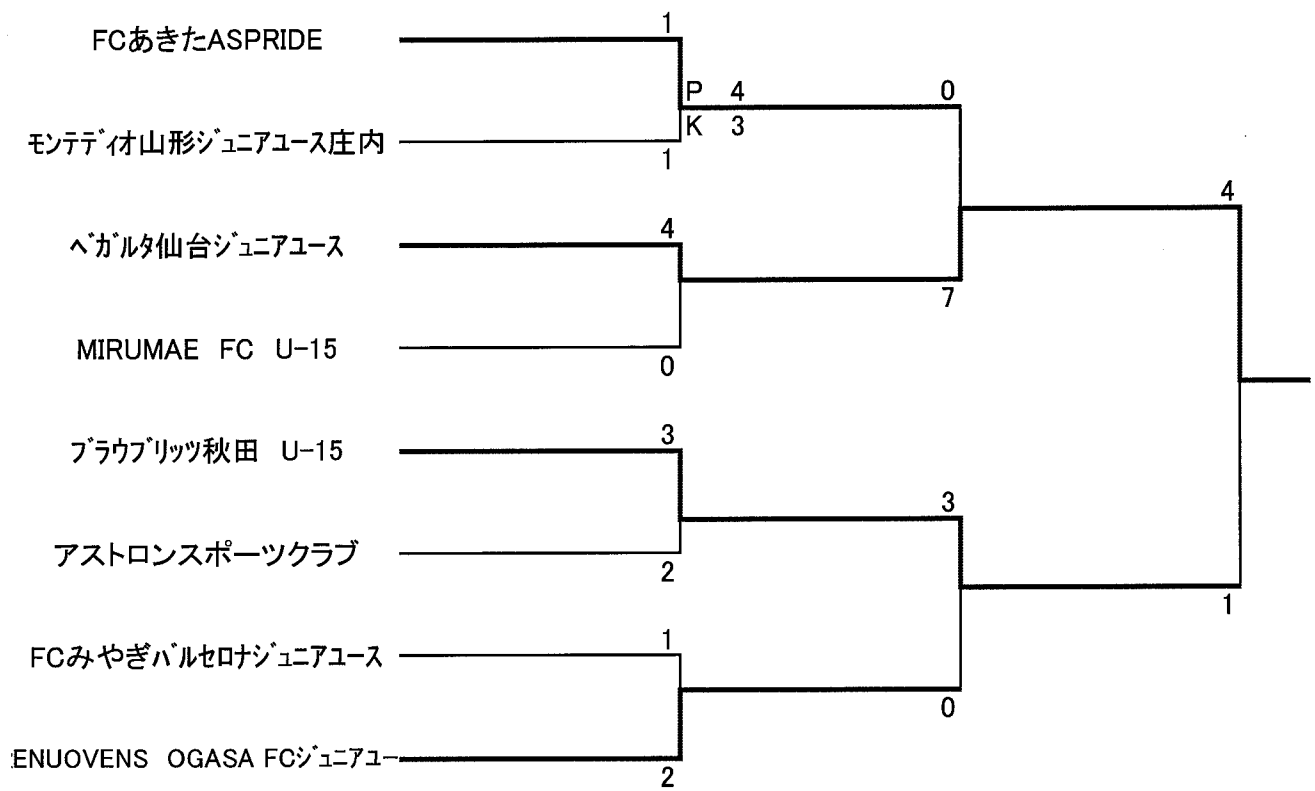 1
FCあきたASPRIDE
P 4
0
K 3
モンテディオ山形ジュニアユース庄内
1
4
4
ベガルタ仙台ジュニアユース
7
MIRUMAE FC U-15
0
3
ブラウブリッツ秋田 U-15
3
アストロンスポーツクラブ
2
1
1
FCみやぎバルセロナジュニアユース
0
ENUOVENS OGASA FCジュニアユー
2